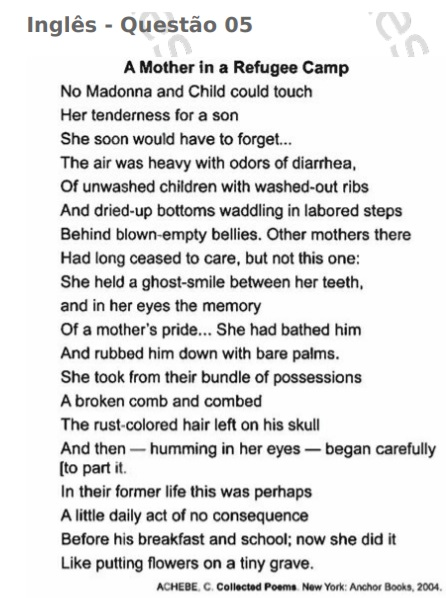 Inglês - Questão 05
A Mother in a Refugee Camp
No Madonna and Child could touch
Her tenderness for a son
She soon would have to forget...
The air was heavy with odors of diarrhea,
Of unwashed children with washed-out ribs
And dried-up bottoms waddling in labored steps
Behind blown-empty bellies. Other mothers there
Had long ceased to care, but not this one:
She held a ghost-smile between her teeth,
and in her eyes the memory
Of a mother's pride... She had bathed him
And rubbed him down with bare palms.
She took from their bundle of possessions
A broken comb and combed
The rust-colored hair left on his skull
And then — humming in her eyes — began carefully
[to part it.
In their former life this was perhaps
A little daily act of no consequence
Before his breakfast and school; now she did it
Like putting flowers on a tiny grave.
ACHEBE, C. Collected Poems. New York: Anchor Books, 2004.